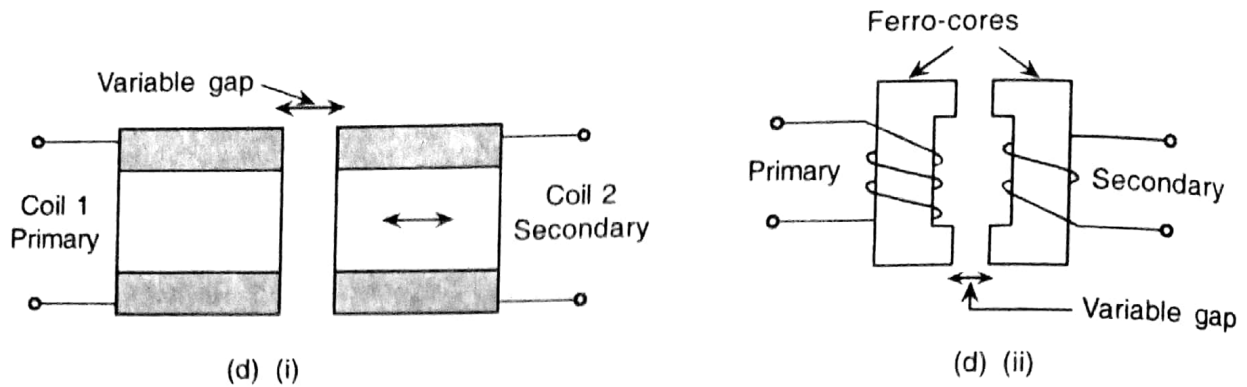 Variable gap
Coil 1
Primary
Coil 2
Secondary
(d) (i)
Ferro-cores
Primary
Secondary
Variable gap
(d) (ii)